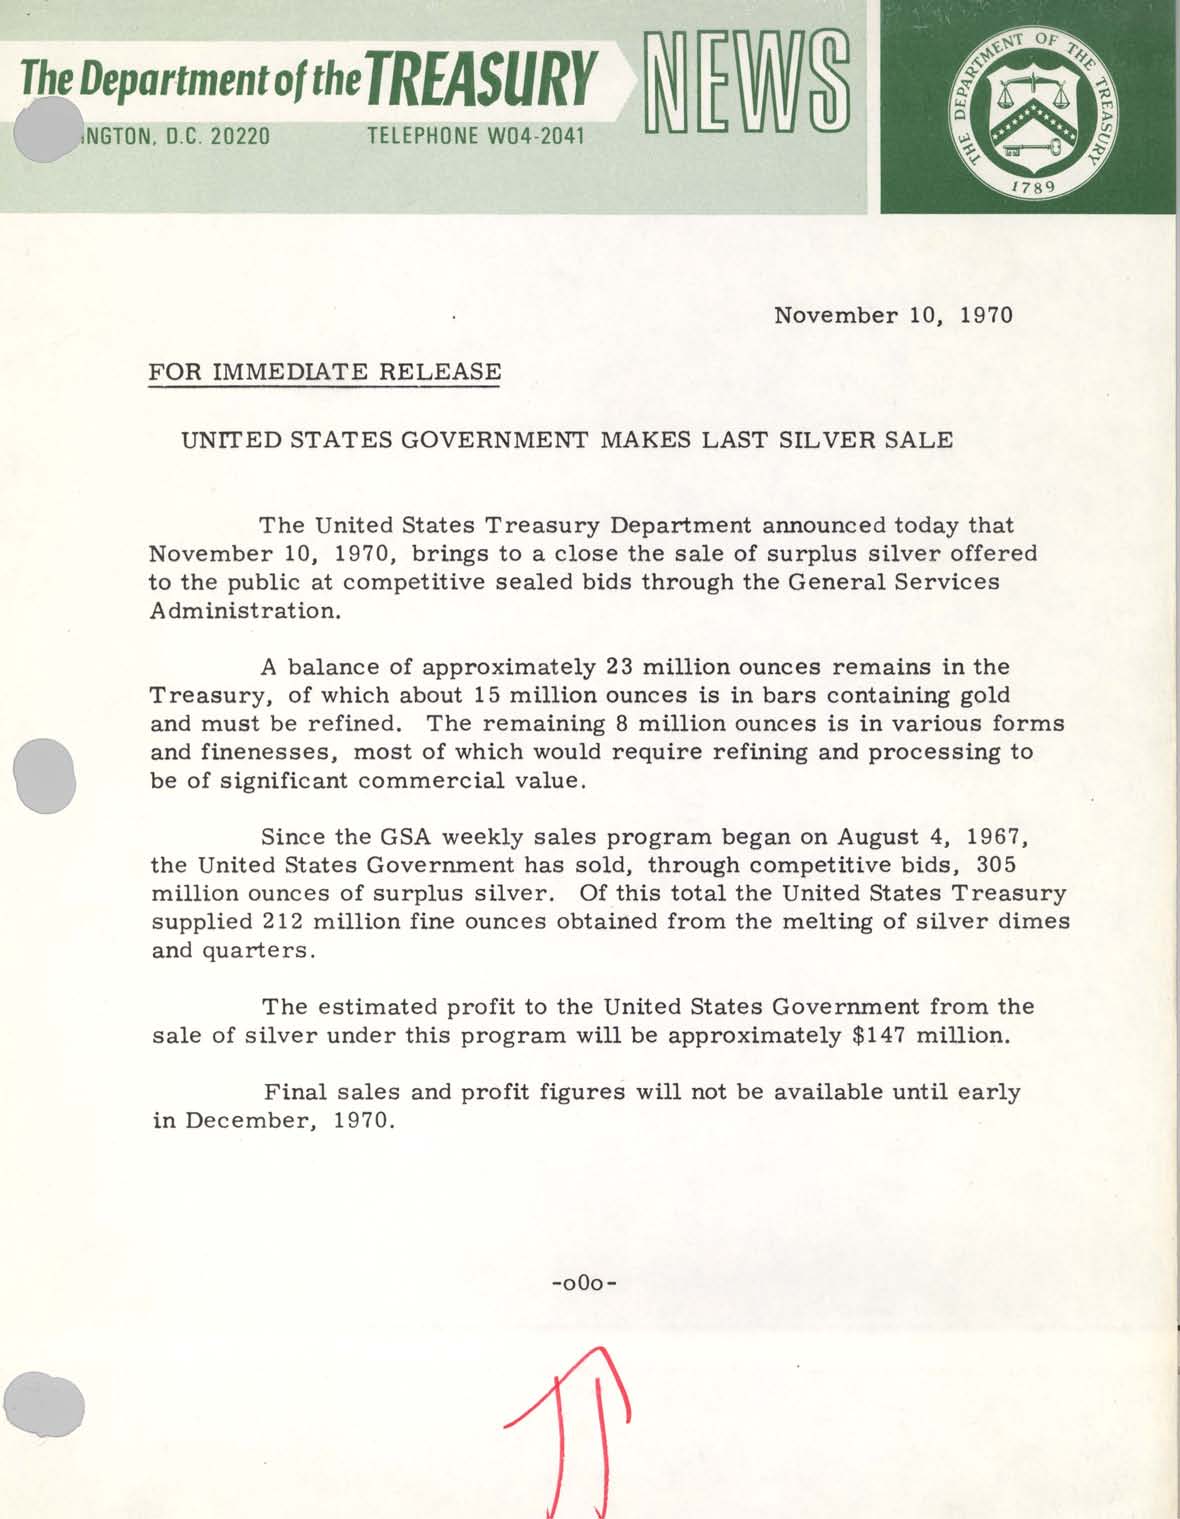 The Department of the TREASURY NEWS
NGTON, D.C. 20220 TELEPHONE W04-2041
THE DEPARTMENT OF THE TREASURY
1789
November 10, 1970
FOR IMMEDIATE RELEASE
UNITED STATES GOVERNMENT MAKES LAST SILVER SALE
The United States Treasury Department announced today that
November 10, 1970, brings to a close the sale of surplus silver offered
to the public at competitive sealed bids through the General Services
Administration.
A balance of approximately 23 million ounces remains in the
Treasury, of which about 15 million ounces is in bars containing gold
and must be refined. The remaining 8 million ounces is in various forms
and finenesses, most of which would require refining and processing to
be of significant commercial value.
Since the GSA weekly sales program began on August 4, 1967,
the United States Government has sold, through competitive bids, 305
million ounces of surplus silver. Of this total the United States Treasury
supplied 212 million fine ounces obtained from the melting of silver dimes
and quarters.
The estimated profit to the United States Government from the
sale of silver under this program will be approximately $147 million.
Final sales and profit figures will not be available until early
in December, 1970.
-o0o-